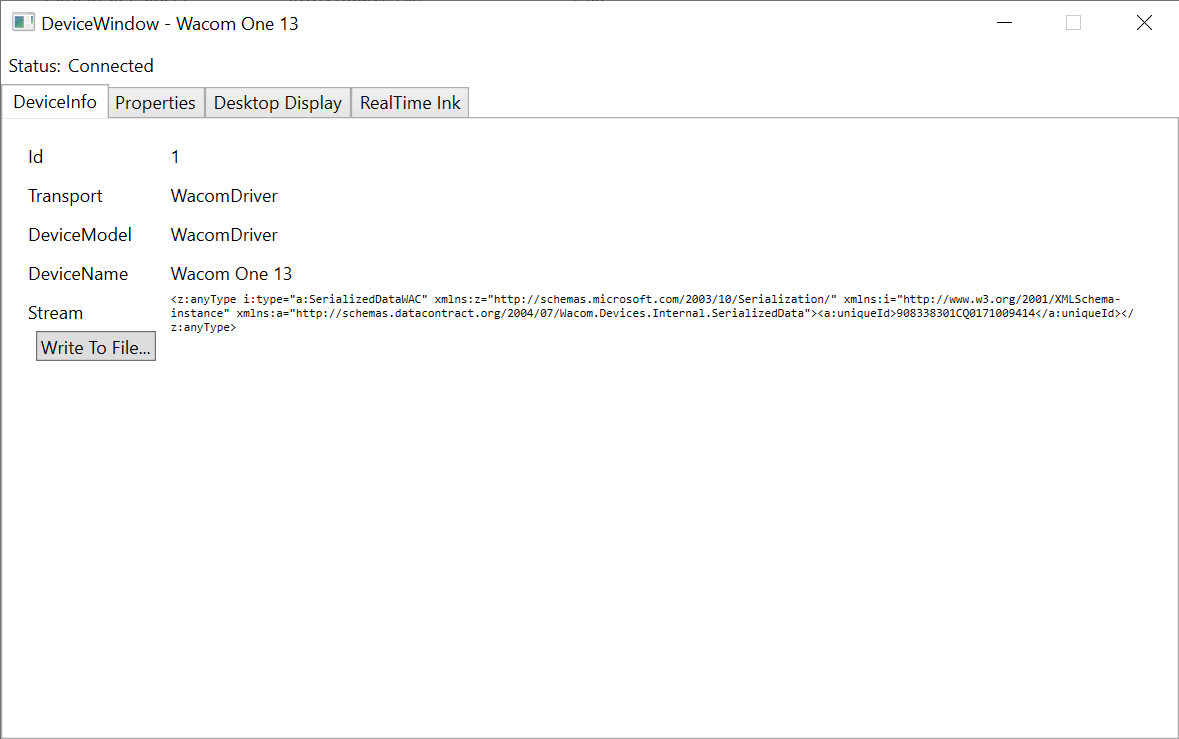 DeviceWindow - Wacom One 13
Status: Connected
DeviceInfo Properties Desktop Display RealTime Ink
Id 1
Transport WacomDriver
DeviceModel WacomDriver
DeviceName Wacom One 13
Stream
<z:anyType i:type="a:SerializedDataWAC" xmlns:z="http://schemas.microsoft.com/2003/10/Serialization/" xmlns:i="http://www.w3.org/2001/XMLSchema-
instance" xmlns:a="http://schemas.datacontract.org/2004/07/Wacom.Devices.Internal.SerializedData"><a:uniqueId>908338301CQ0171009414</a:uniqueId></
z:anyType>
Write To File...